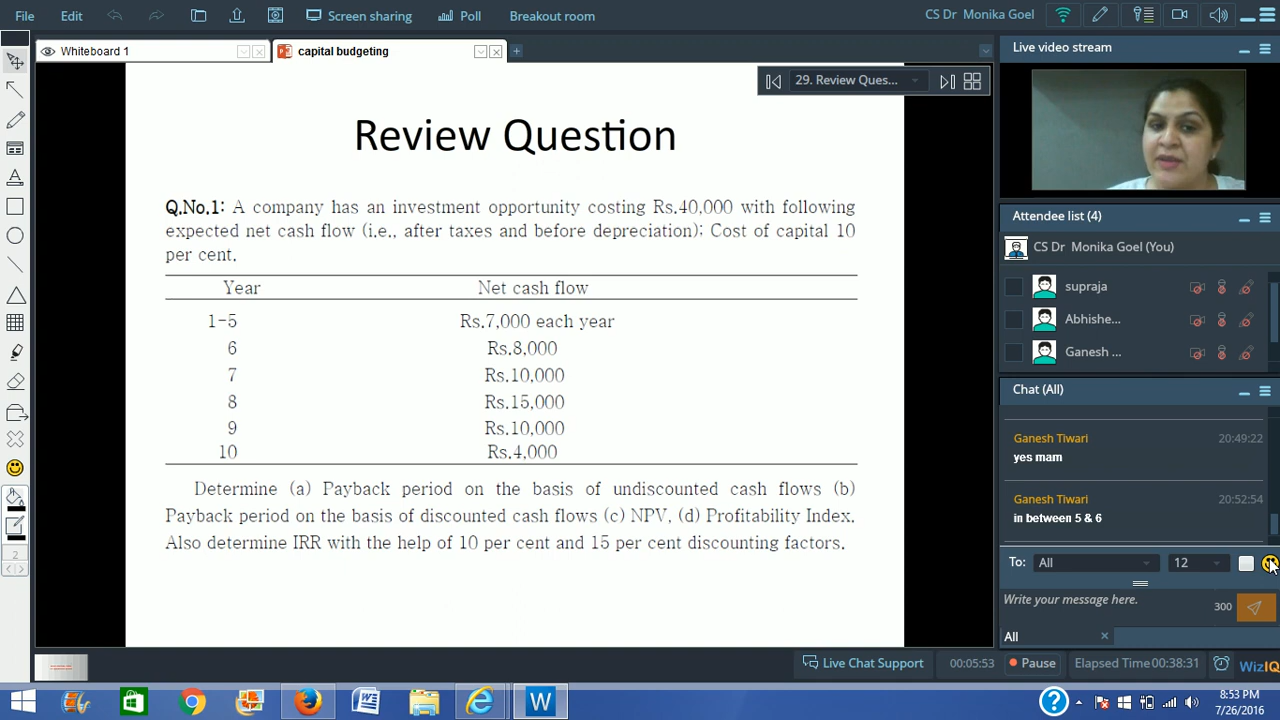 File Edit Screen sharing Poll Breakout room CS Dr Monika Goel
Whiteboard 1
capital budgeting
29. Review Ques...
Review Question
Q.No.1: A company has an investment opportunity costing Rs.40,000 with following
expected net cash flow (i.e., after taxes and before depreciation): Cost of capital 10
per cent.
Year Net cash flow
1-5 Rs.7,000 each year
6 Rs.8,000
7 Rs.10,000
8 Rs.15,000
9 Rs.10,000
10 Rs.4,000
Determine (a) Payback period on the basis of undiscounted cash flows (b)
Payback period on the basis of discounted cash flows (c) NPV, (d) Profitability Index.
Also determine IRR with the help of 10 per cent and 15 per cent discounting factors.
2
Live video stream
Attendee list (4)
CS Dr Monika Goel (You)
supraja
Abhishe...
Ganesh ...
Chat (All)
Ganesh Tiwari 20:49:22
yes mam
Ganesh Tiwari 20:52:54
in between 5 & 6
To: All 12
Write your message here. 300
All
Live Chat Support 00:05:53 Pause Elapsed Time 00:38:31 WizIQ
8:53 PM
7/26/2016